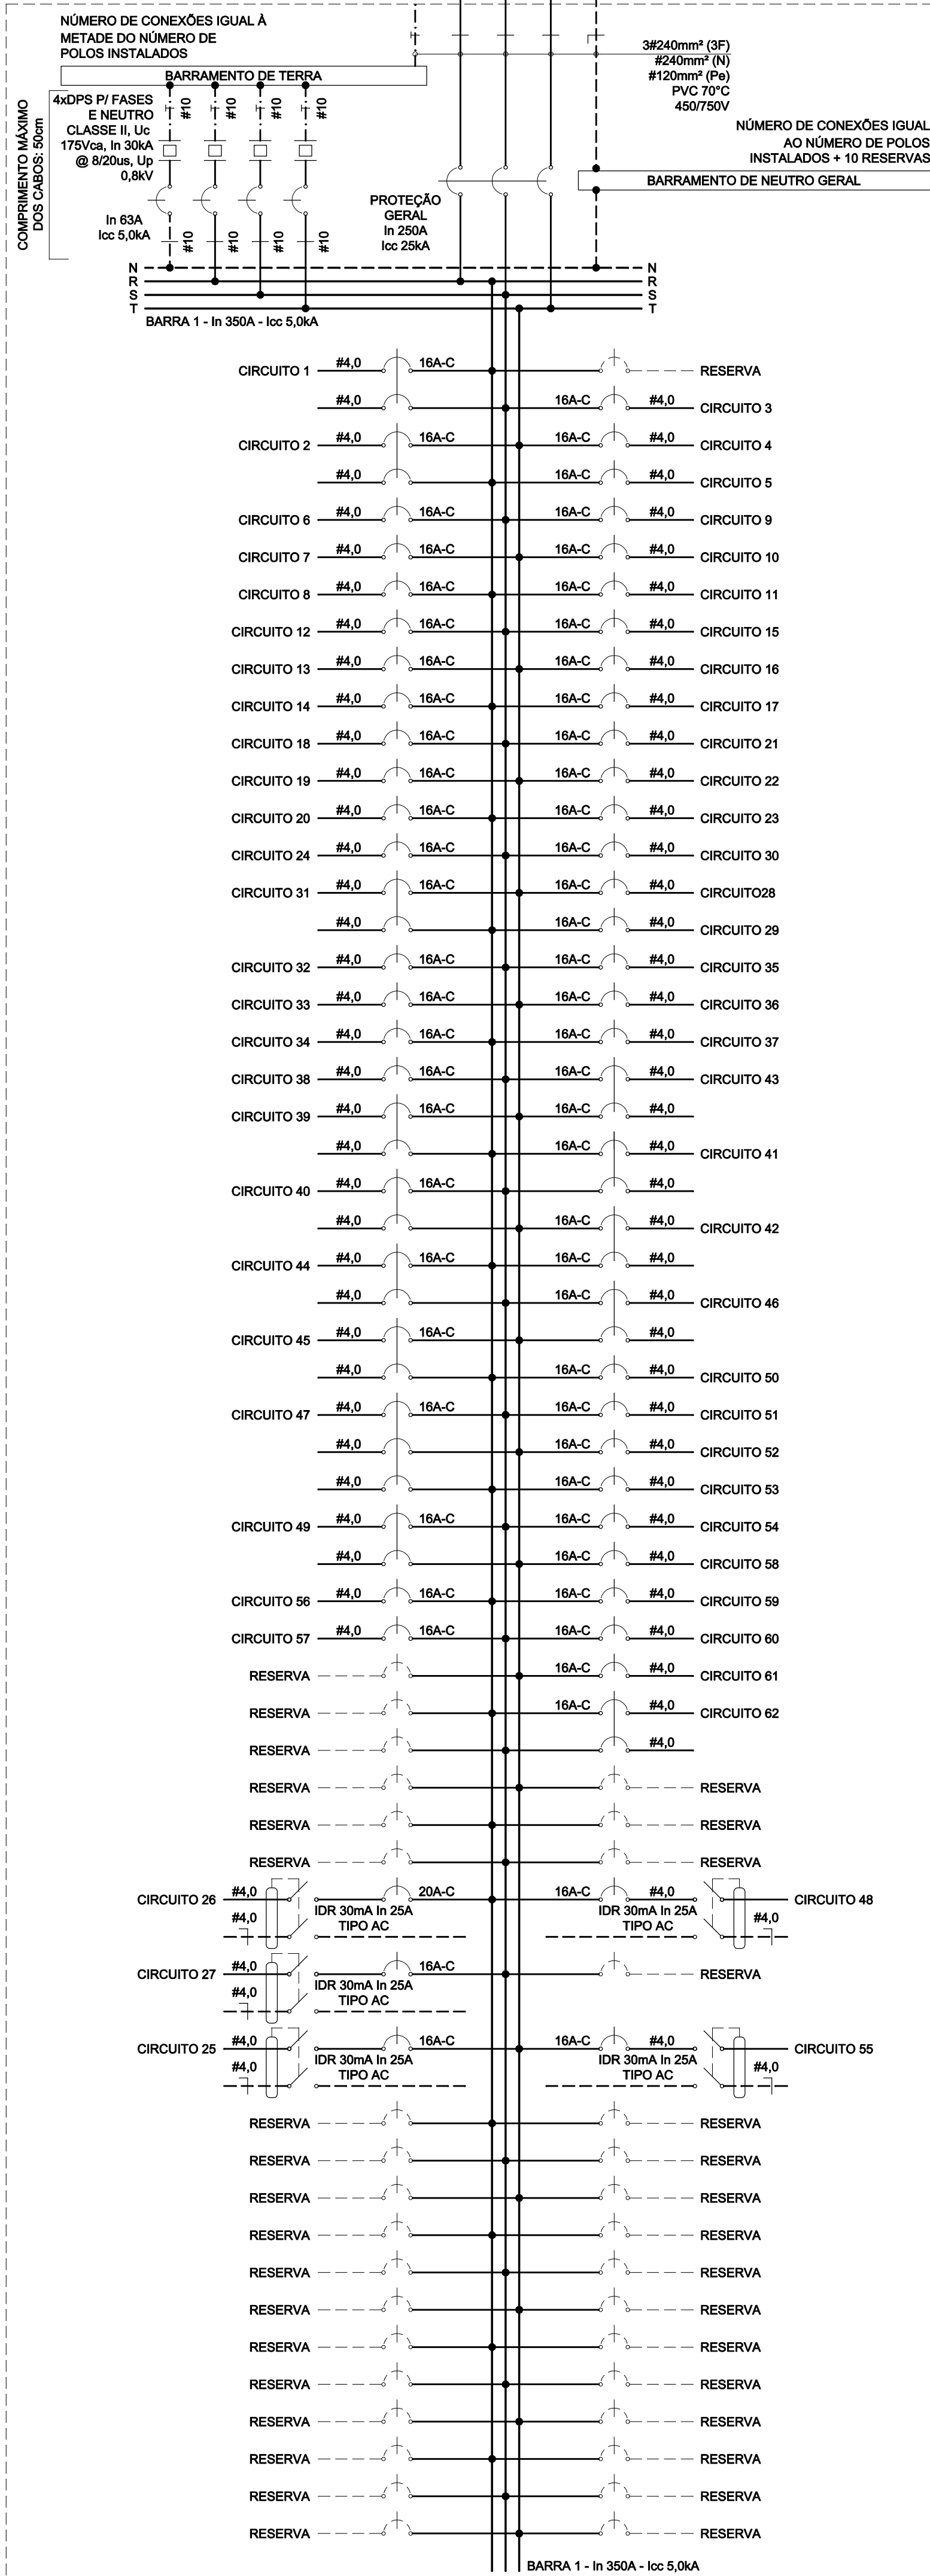 NÚMERO DE CONEXÕES IGUAL À
METADE DO NÚMERO DE
POLOS INSTALADOS
BARRAMENTO DE TERRA
COMPRIMENTO MÁXIMO
DOS CABOS: 50cm
4xDPS P/ FASES
E NEUTRO
CLASSE II, Uc
175Vca, In 30kA
@ 8/20us, Up
0,8kV
#10
#10
#10
#10
In 63A
Icc 5,0kA
#10
#10
#10
#10
3#240mm² (3F)
#240mm² (N)
#120mm² (Pe)
PVC 70°C
450/750V
NÚMERO DE CONEXÕES IGUAL
AO NÚMERO DE POLOS
INSTALADOS + 10 RESERVAS
BARRAMENTO DE NEUTRO GERAL
PROTEÇÃO
GERAL
In 250A
Icc 25kA
N N
R R
S S
T T
BARRA 1 - In 350A - Icc 5,0kA
CIRCUITO 1 #4,0 16A-C RESERVA
#4,0 16A-C #4,0 CIRCUITO 3
CIRCUITO 2 #4,0 16A-C 16A-C #4,0 CIRCUITO 4
#4,0 16A-C #4,0 CIRCUITO 5
CIRCUITO 6 #4,0 16A-C 16A-C #4,0 CIRCUITO 9
CIRCUITO 7 #4,0 16A-C 16A-C #4,0 CIRCUITO 10
CIRCUITO 8 #4,0 16A-C 16A-C #4,0 CIRCUITO 11
CIRCUITO 12 #4,0 16A-C 16A-C #4,0 CIRCUITO 15
CIRCUITO 13 #4,0 16A-C 16A-C #4,0 CIRCUITO 16
CIRCUITO 14 #4,0 16A-C 16A-C #4,0 CIRCUITO 17
CIRCUITO 18 #4,0 16A-C 16A-C #4,0 CIRCUITO 21
CIRCUITO 19 #4,0 16A-C 16A-C #4,0 CIRCUITO 22
CIRCUITO 20 #4,0 16A-C 16A-C #4,0 CIRCUITO 23
CIRCUITO 24 #4,0 16A-C 16A-C #4,0 CIRCUITO 30
CIRCUITO 31 #4,0 16A-C 16A-C #4,0 CIRCUITO28
#4,0 16A-C #4,0 CIRCUITO 29
CIRCUITO 32 #4,0 16A-C 16A-C #4,0 CIRCUITO 35
CIRCUITO 33 #4,0 16A-C 16A-C #4,0 CIRCUITO 36
CIRCUITO 34 #4,0 16A-C 16A-C #4,0 CIRCUITO 37
CIRCUITO 38 #4,0 16A-C 16A-C #4,0 CIRCUITO 43
CIRCUITO 39 #4,0 16A-C 16A-C #4,0
#4,0 16A-C #4,0 CIRCUITO 41
CIRCUITO 40 #4,0 16A-C #4,0
#4,0 16A-C #4,0 CIRCUITO 42
CIRCUITO 44 #4,0 16A-C 16A-C #4,0
#4,0 16A-C #4,0 CIRCUITO 46
CIRCUITO 45 #4,0 16A-C #4,0
#4,0 16A-C #4,0 CIRCUITO 50
CIRCUITO 47 #4,0 16A-C 16A-C #4,0 CIRCUITO 51
#4,0 16A-C #4,0 CIRCUITO 52
#4,0 16A-C #4,0 CIRCUITO 53
CIRCUITO 49 #4,0 16A-C 16A-C #4,0 CIRCUITO 54
#4,0 16A-C #4,0 CIRCUITO 58
CIRCUITO 56 #4,0 16A-C 16A-C #4,0 CIRCUITO 59
CIRCUITO 57 #4,0 16A-C 16A-C #4,0 CIRCUITO 60
RESERVA 16A-C #4,0 CIRCUITO 61
RESERVA 16A-C #4,0 CIRCUITO 62
RESERVA #4,0
RESERVA RESERVA
RESERVA RESERVA
RESERVA RESERVA
CIRCUITO 26 #4,0 20A-C 16A-C #4,0 CIRCUITO 48
#4,0 IDR 30mA In 25A IDR 30mA In 25A #4,0
TIPO AC TIPO AC
CIRCUITO 27 #4,0 16A-C RESERVA
#4,0 IDR 30mA In 25A
TIPO AC
CIRCUITO 25 #4,0 16A-C 16A-C #4,0 CIRCUITO 55
#4,0 IDR 30mA In 25A IDR 30mA In 25A #4,0
TIPO AC TIPO AC
RESERVA RESERVA
RESERVA RESERVA
RESERVA RESERVA
RESERVA RESERVA
RESERVA RESERVA
RESERVA RESERVA
RESERVA RESERVA
RESERVA RESERVA
RESERVA RESERVA
RESERVA RESERVA
RESERVA RESERVA
RESERVA RESERVA
BARRA 1 - In 350A - Icc 5,0kA